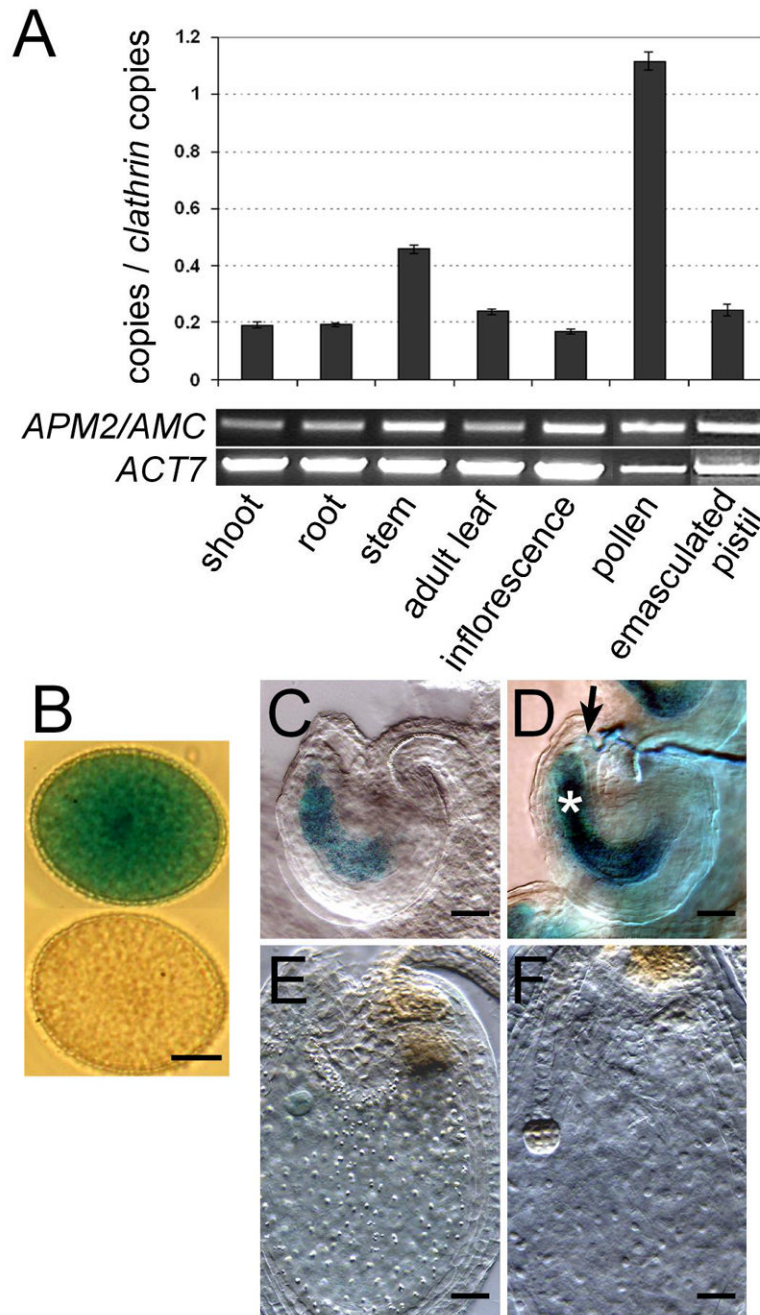 A
copies / clathrin copies
1.2
1
0.8
0.6
0.4
0.2
0
APM2/AMC
ACT7
shoot
root
stem
adult leaf
inflorescence
pollen
emasculated
pistil
B
C
D
*
E
F